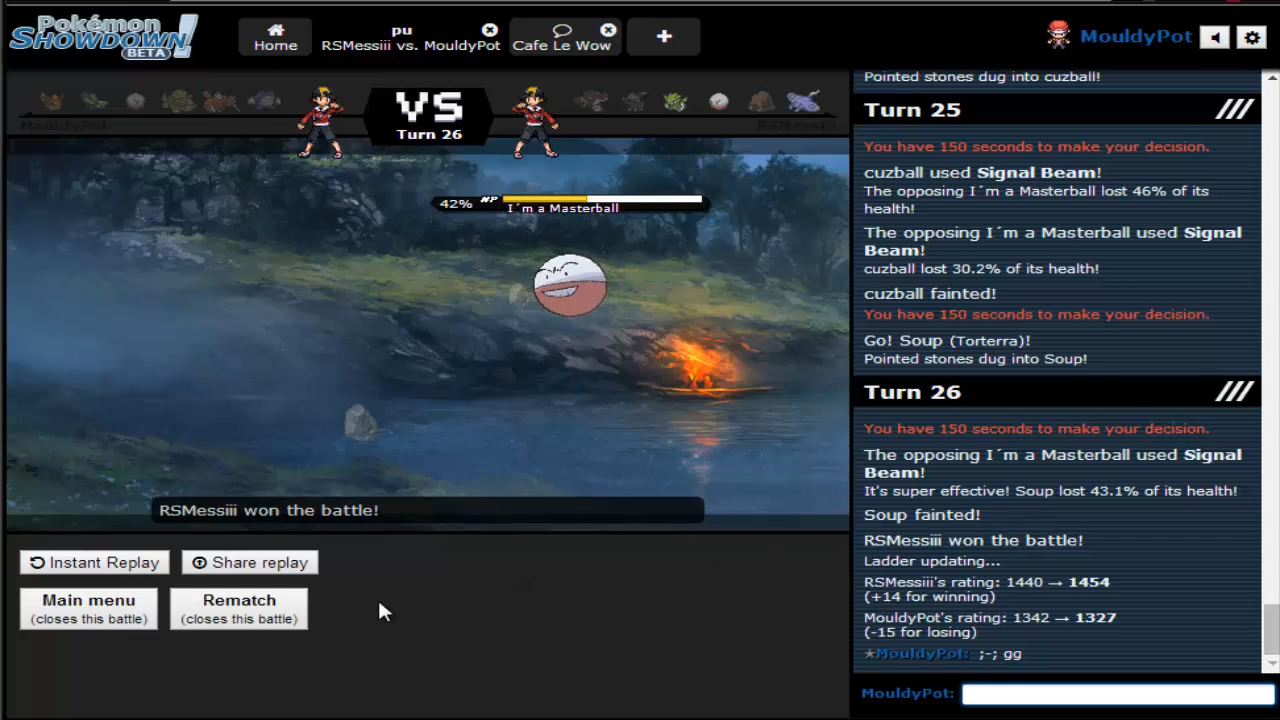 Pokémon
SHOWDOWN!
BETA
Home
pu
RSMessiii vs. MouldyPot
Cafe Le Wow
+
MouldyPot
MouldyPot
VS
Turn 26
RSMessiii
42% HP
I´m a Masterball
RSMessiii won the battle!
Instant Replay
Share replay
Main menu
(closes this battle)
Rematch
(closes this battle)
Pointed stones dug into cuzball!
Turn 25
You have 150 seconds to make your decision.
cuzball used Signal Beam!
The opposing I´m a Masterball lost 46% of its
health!
The opposing I´m a Masterball used Signal
Beam!
cuzball lost 30.2% of its health!
cuzball fainted!
You have 150 seconds to make your decision.
Go! Soup (Torterra)!
Pointed stones dug into Soup!
Turn 26
You have 150 seconds to make your decision.
The opposing I´m a Masterball used Signal
Beam!
It's super effective! Soup lost 43.1% of its health!
Soup fainted!
RSMessiii won the battle!
Ladder updating...
RSMessiii's rating: 1440 → 1454
(+14 for winning)
MouldyPot's rating: 1342 → 1327
(-15 for losing)
★MouldyPot: ;-; gg
MouldyPot: